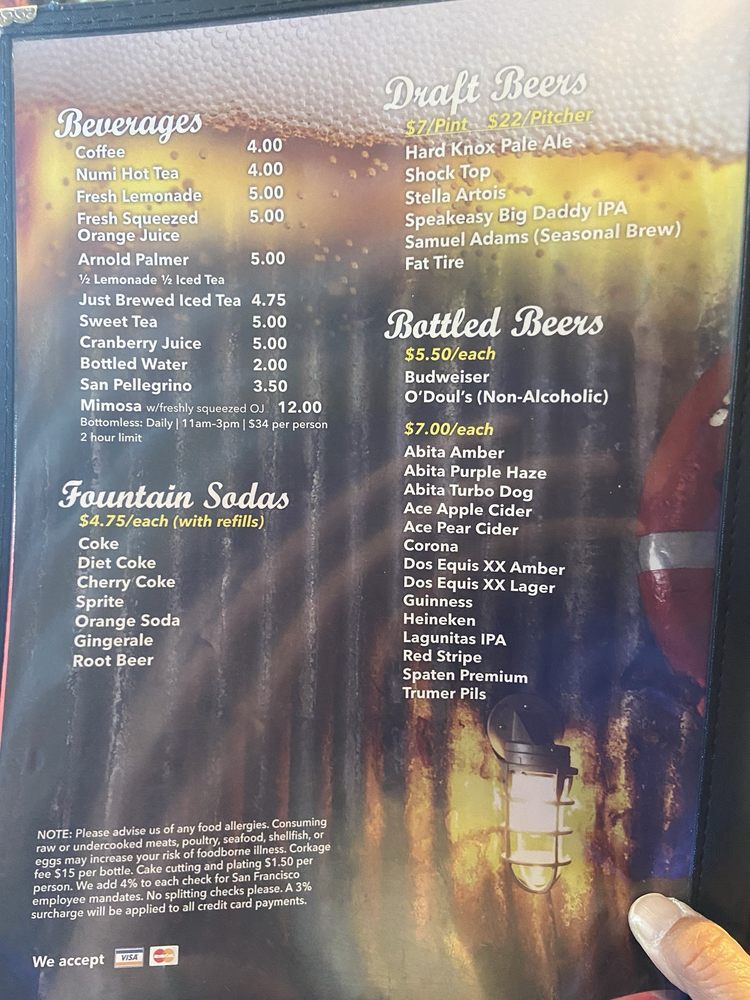 Beverages
Coffee 4.00
Numi Hot Tea 4.00
Fresh Lemonade 5.00
Fresh Squeezed 5.00
Orange Juice
Arnold Palmer 5.00
½ Lemonade ½ Iced Tea
Just Brewed Iced Tea 4.75
Sweet Tea 5.00
Cranberry Juice 5.00
Bottled Water 2.00
San Pellegrino 3.50
Mimosa w/freshly squeezed OJ 12.00
Bottomless: Daily | 11am-3pm | $34 per person
2 hour limit
Fountain Sodas
$4.75/each (with refills)
Coke
Diet Coke
Cherry Coke
Sprite
Orange Soda
Gingerale
Root Beer
NOTE: Please advise us of any food allergies. Consuming
raw or undercooked meats, poultry, seafood, shellfish, or
eggs may increase your risk of foodborne illness. Corkage
fee $15 per bottle. Cake cutting and plating $1.50 per
person. We add 4% to each check for San Francisco
employee mandates. No splitting checks please. A 3%
surcharge will be applied to all credit card payments.
We accept VISA MasterCard
Draft Beers
$7/Pint $22/Pitcher
Hard Knox Pale Ale
Shock Top
Stella Artois
Speakeasy Big Daddy IPA
Samuel Adams (Seasonal Brew)
Fat Tire
Bottled Beers
$5.50/each
Budweiser
O'Doul's (Non-Alcoholic)
$7.00/each
Abita Amber
Abita Purple Haze
Abita Turbo Dog
Ace Apple Cider
Ace Pear Cider
Corona
Dos Equis XX Amber
Dos Equis XX Lager
Guinness
Heineken
Lagunitas IPA
Red Stripe
Spaten Premium
Trumer Pils